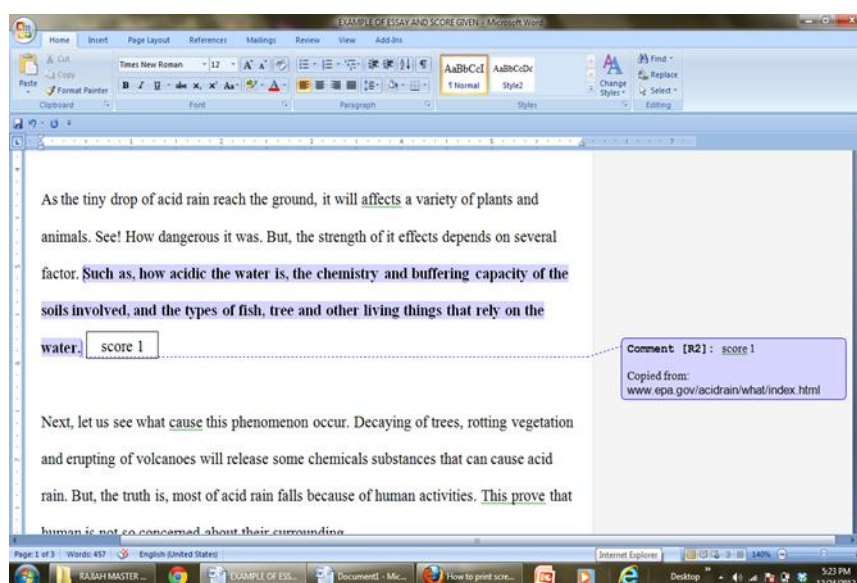 EXAMPLE OF ESSAY AND SCORE GIVEN - Microsoft Word
Home Insert Page Layout References Mailings Review View Add-Ins
Cut
Copy
Format Painter
Paste
Clipboard
Times New Roman 12
Font
Paragraph
AaBbCcI AaBbCcDc
¶ Normal Style2
Styles
Change Styles
Find
Replace
Select
Editing
As the tiny drop of acid rain reach the ground, it will affects a variety of plants and
animals. See! How dangerous it was. But, the strength of it effects depends on several
factor. Such as, how acidic the water is, the chemistry and buffering capacity of the
soils involved, and the types of fish, tree and other living things that rely on the
water. score 1
Comment [R2]: score 1
Copied from:
www.epa.gov/acidrain/what/index.html
Next, let us see what cause this phenomenon occur. Decaying of trees, rotting vegetation
and erupting of volcanoes will release some chemicals substances that can cause acid
rain. But, the truth is, most of acid rain falls because of human activities. This prove that
human is not so concerned about their surrounding.
Page: 1 of 3 Words: 457 English (United States) Internet Explorer 140%
RAJIAH MASTER ... EXAMPLE OF ESS... Document1 - Mic... How to print scre... Desktop 5:23 PM